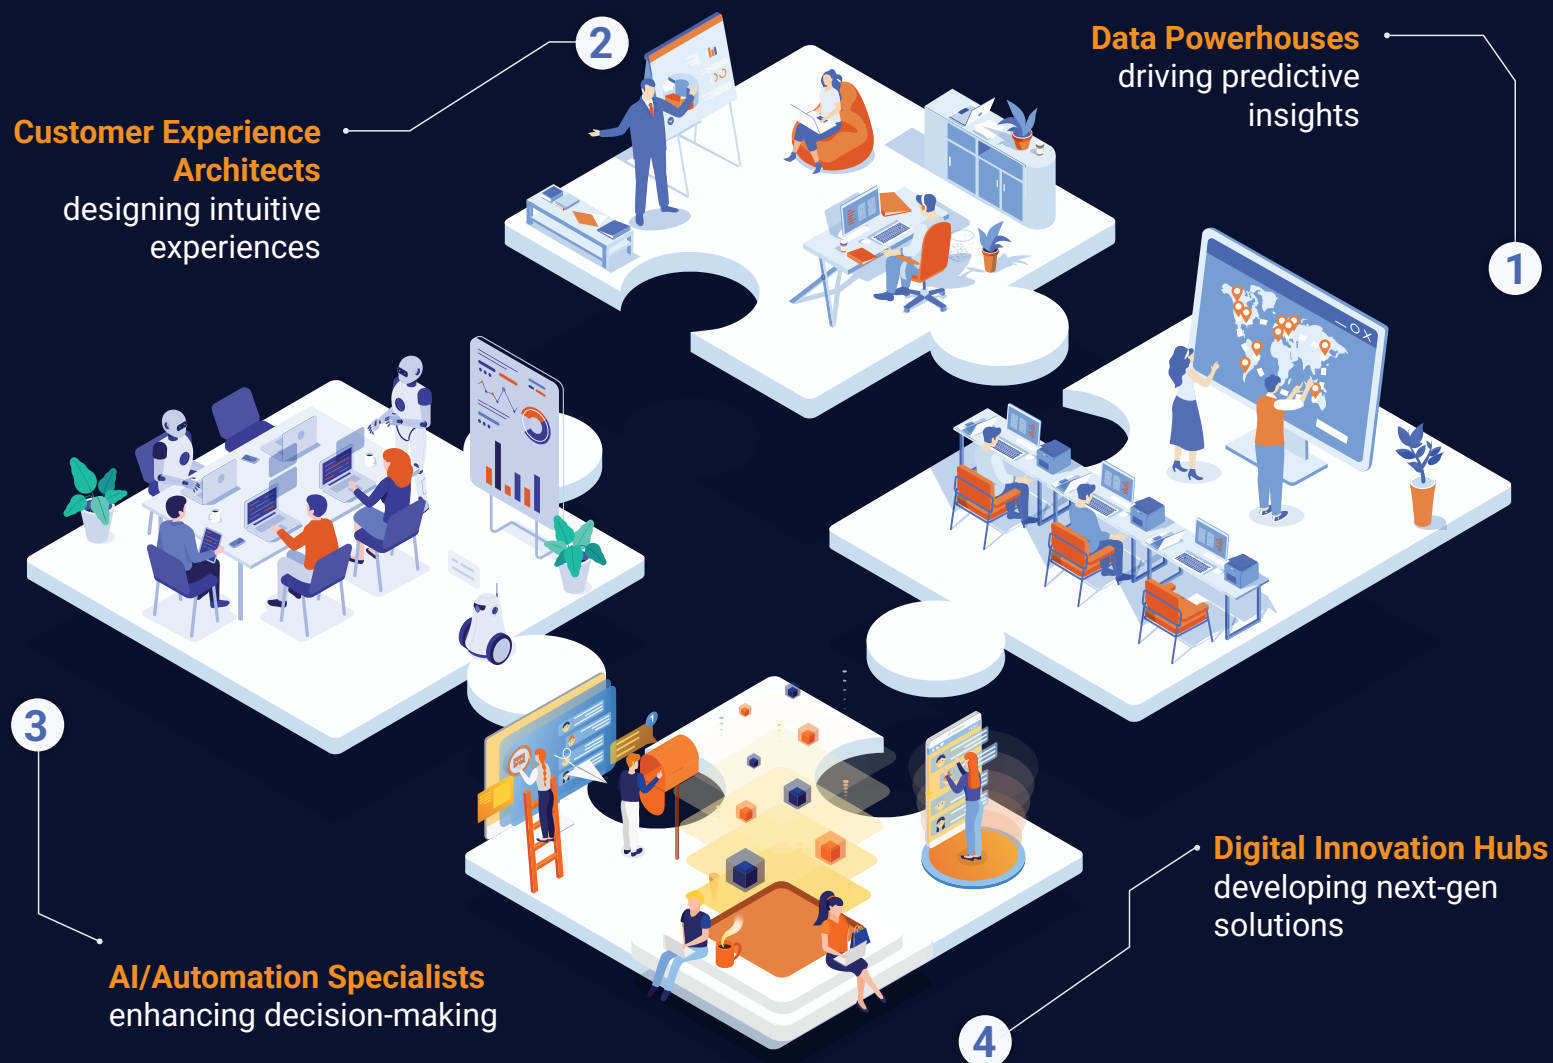 1
Data Powerhouses
driving predictive
insights
2
Customer Experience
Architects
designing intuitive
experiences
3
AI/Automation Specialists
enhancing decision-making
4
Digital Innovation Hubs
developing next-gen
solutions